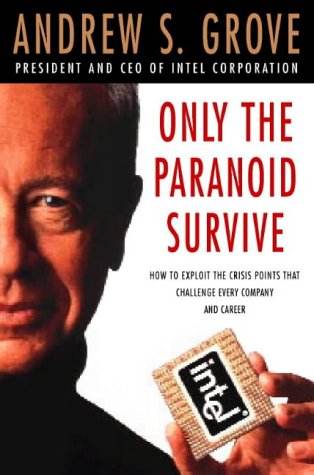 ANDREW S. GROVE
PRESIDENT AND CEO OF INTEL CORPORATION
ONLY THE
PARANOID
SURVIVE
HOW TO EXPLOIT THE CRISIS POINTS THAT
CHALLENGE EVERY COMPANY
AND CAREER
intel